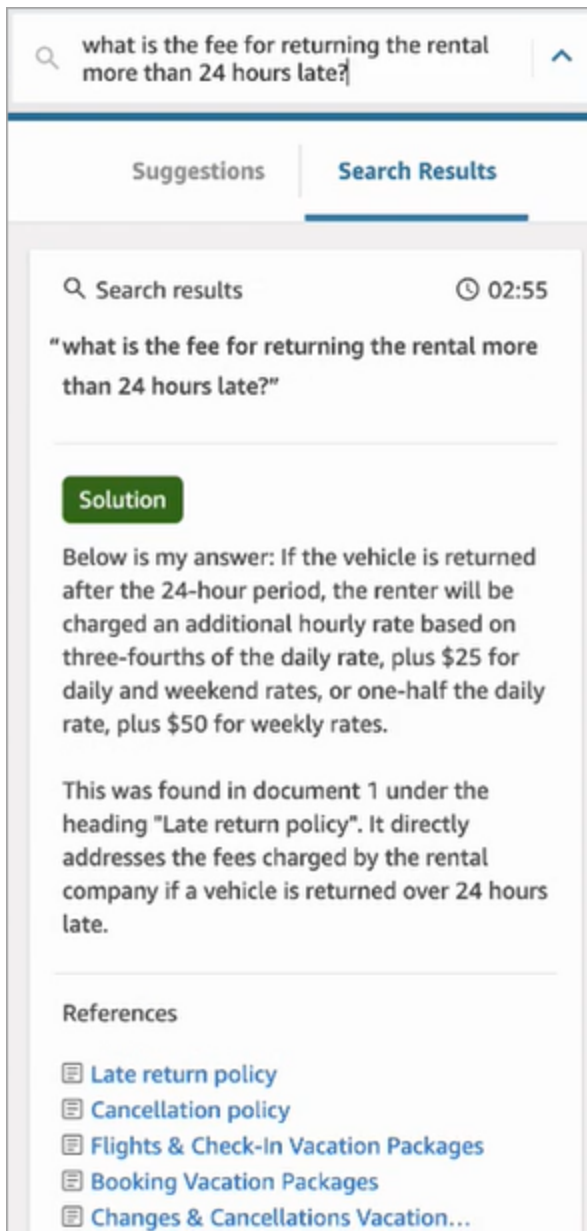 what is the fee for returning the rental
more than 24 hours late?
Suggestions
Search Results
Search results
02:55
"what is the fee for returning the rental more
than 24 hours late?"
Solution
Below is my answer: If the vehicle is returned
after the 24-hour period, the renter will be
charged an additional hourly rate based on
three-fourths of the daily rate, plus $25 for
daily and weekend rates, or one-half the daily
rate, plus $50 for weekly rates.
This was found in document 1 under the
heading "Late return policy". It directly
addresses the fees charged by the rental
company if a vehicle is returned over 24 hours
late.
References
Late return policy
Cancellation policy
Flights & Check-In Vacation Packages
Booking Vacation Packages
Changes & Cancellations Vacation...